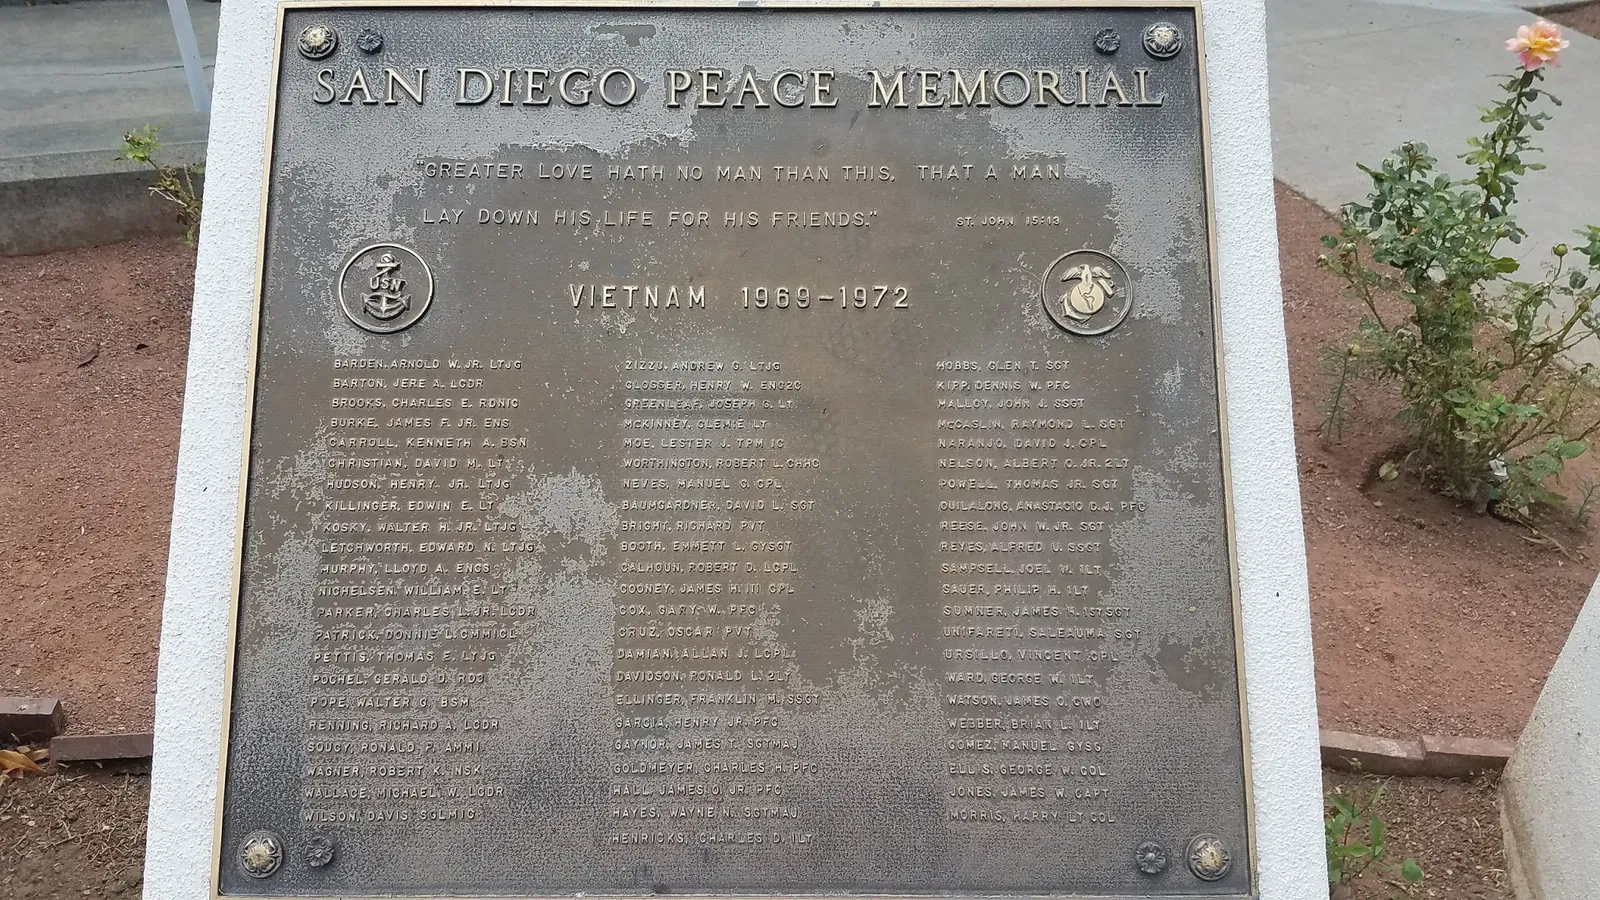 SAN DIEGO PEACE MEMORIAL
"GREATER LOVE HATH NO MAN THAN THIS, THAT A MAN
LAY DOWN HIS LIFE FOR HIS FRIENDS." ST. JOHN 15:13
USN
VIETNAM 1969-1972
BARDEN, ARNOLD W. JR. LTJG
BARTON, JERE A. LCDR
BROOKS, CHARLES E. RDNIC
BURKE, JAMES F. JR. ENS
CARROLL, KENNETH A. BSN
CHRISTIAN, DAVID M. LT
HUDSON, HENRY JR. LTJG
KILLINGER, EDWIN E. LT
KOSKY, WALTER H. JR. LTJG
LETCHWORTH, EDWARD N. LTJG
MURPHY, LLOYD A. ENCS
NICHELSEN, WILLIAM E. LT
PARKER, CHARLES L. JR. LCDR
PATRICK, DONNIE L.
PETTIS, THOMAS E. LTJG
POCHEL, GERALD D.
POPE, WALTER G. BSM
RENNING, RICHARD A. LCDR
SOUCY, RONALD P.
WAGNER, ROBERT K. NSK
WALLACE, MICHAEL W. LCDR
WILSON, DAVIS
ZIZZU, ANDREW G. LTJG
CLOSSER, HENRY W. ENG2C
GREENLEAF, JOSEPH G. LT
MCKINNEY, CLEMIE LT
MOE, LESTER J. TPM 1C
WORTHINGTON, ROBERT L.
NEVES, MANUEL G. CPL
BAUMGARDNER, DAVID L. SGT
BRIGHT, RICHARD PVT
BOOTH, EMMETT L. GYSGT
CALHOUN, ROBERT D. LCPL
COONEY, JAMES H. III CPL
COX, GARY W. PFC
CRUZ, OSCAR PVT
DAMIAN, ALLAN J. LCPL
DAVIDSON, RONALD L. 2LT
ELLINGER, FRANKLIN M. SSGT
GARCIA, HENRY JR. PFC
GAYNOR, JAMES T. SGTMAJ
GOLDMEYER, CHARLES H. PFC
HALL, JAMES O. JR. PFC
HAYES, WAYNE N. SGTMAJ
HENRICKS, CHARLES D. 1LT
HOBBS, GLEN T. SGT
KIPP, DENNIS W. PFC
MALLOY, JOHN J. SSGT
McCASLIN, RAYMOND L. SGT
NARANJO, DAVID J. CPL
NELSON, ALBERT O. JR. 2LT
POWELL, THOMAS JR. SGT
QUILALONG, ANASTACIO D.J. PFC
REESE, JOHN W. JR. SGT
REYES, ALFRED U. SSGT
SAMPSELL, JOEL W. 1LT
SAUER, PHILIP H. 1LT
SUMNER, JAMES H. 1STSGT
UNIFARETI, SALEAUMA SGT
URSILLO, VINCENT CPL
WARD, GEORGE W. 1LT
WATSON, JAMES O. CWO
WEBBER, BRIAN L. 1LT
GOMEZ, MANUEL GYSG
ELLIS, GEORGE W. COL
JONES, JAMES W. CAPT
MORRIS, HARRY LT COL